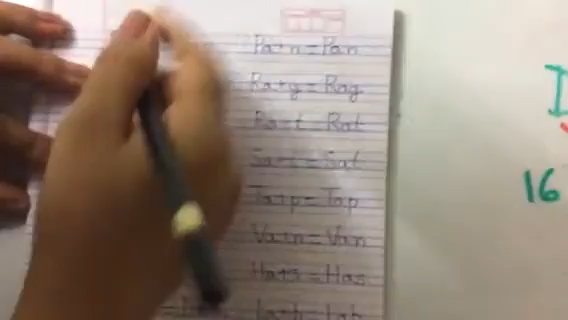 Pa+n = Pan
Ra+g = Rag
Ra+t = Rat
Sa+t = Sat
Ta+p = Tap
Va+n = Van
Ha+s = Has
16